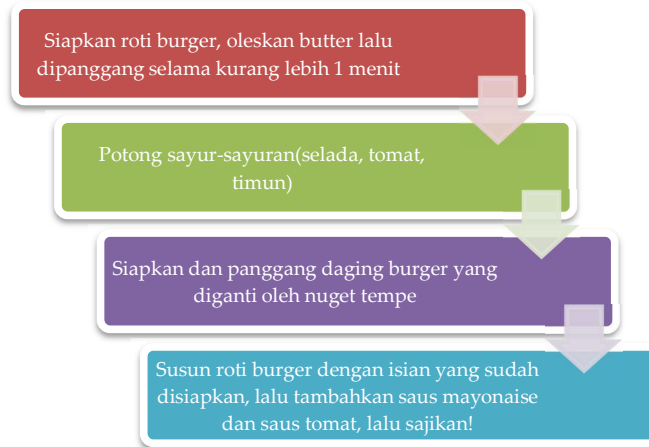 Siapkan roti burger, oleskan butter lalu
dipanggang selama kurang lebih 1 menit
Potong sayur-sayuran(selada, tomat,
timun)
Siapkan dan panggang daging burger yang
diganti oleh nuget tempe
Susun roti burger dengan isian yang sudah
disiapkan, lalu tambahkan saus mayonaise
dan saus tomat, lalu sajikan!